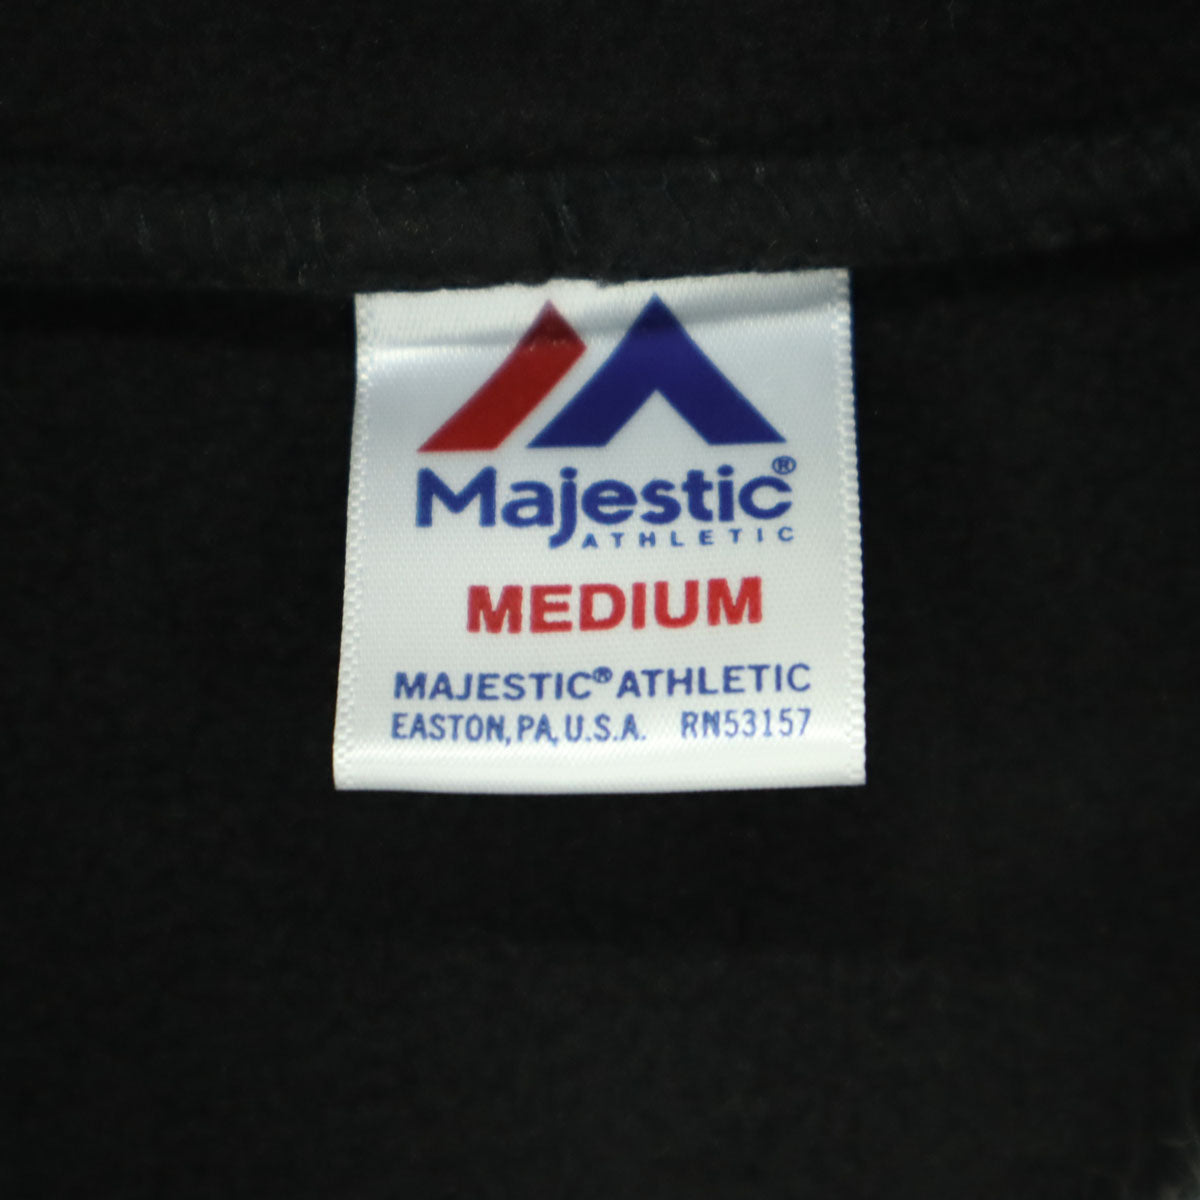 Majestic®
ATHLETIC
MEDIUM
MAJESTIC® ATHLETIC
EASTON, PA, U.S.A. RN53157